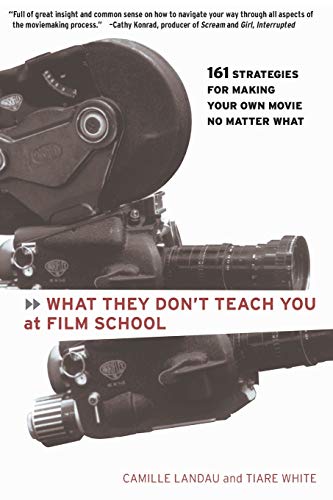 “Full of great insight and common sense on how to navigate your way through all aspects of
the moviemaking process.” –Cathy Konrad, producer of Scream and Girl, Interrupted
161 STRATEGIES
FOR MAKING
YOUR OWN MOVIE
NO MATTER WHAT
WHAT THEY DON'T TEACH YOU
at FILM SCHOOL
CAMILLE LANDAU and TIARE WHITE